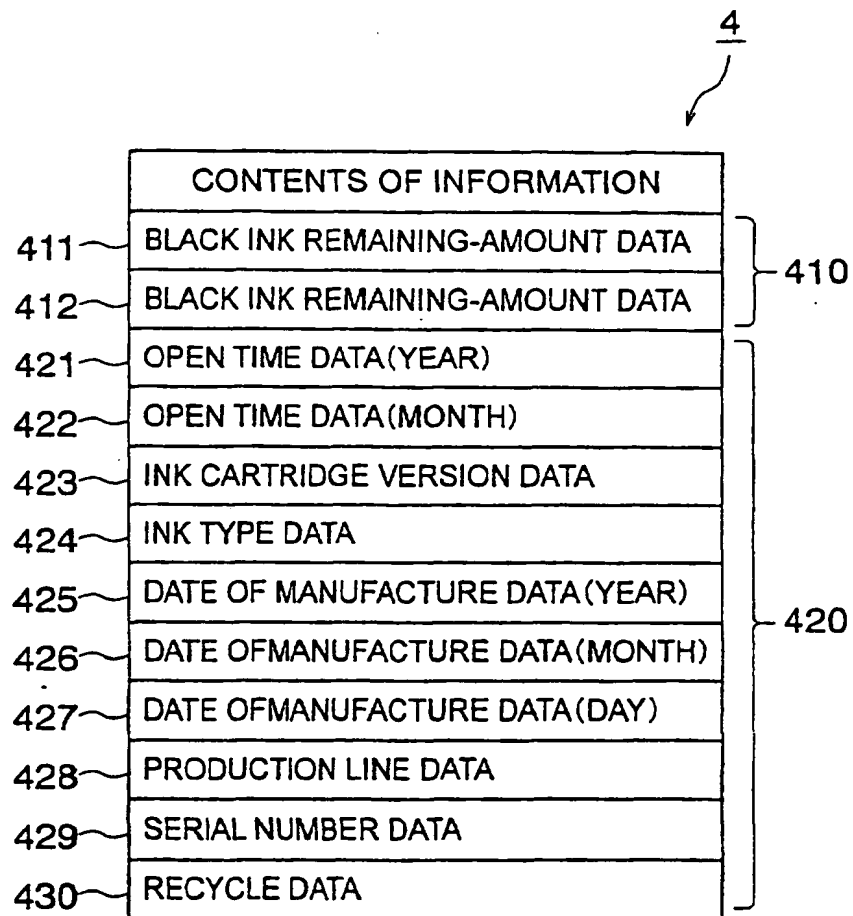 4
CONTENTS OF INFORMATION
411 BLACK INK REMAINING-AMOUNT DATA
410
412 BLACK INK REMAINING-AMOUNT DATA
421 OPEN TIME DATA(YEAR)
422 OPEN TIME DATA(MONTH)
423 INK CARTRIDGE VERSION DATA
424 INK TYPE DATA
425 DATE OF MANUFACTURE DATA(YEAR)
420
426 DATE OFMANUFACTURE DATA(MONTH)
427 DATE OFMANUFACTURE DATA(DAY)
428 PRODUCTION LINE DATA
429 SERIAL NUMBER DATA
430 RECYCLE DATA